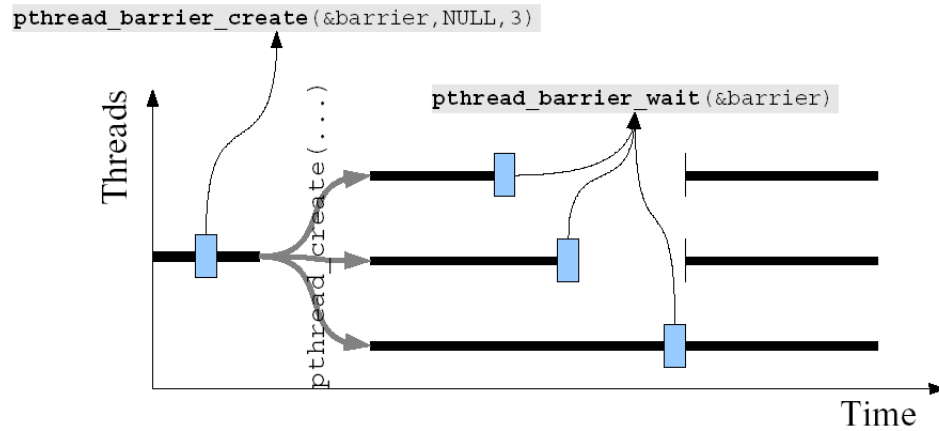 pthread_barrier_create(&barrier,NULL,3)
Threads
pthread_create(...)
pthread_barrier_wait(&barrier)
Time